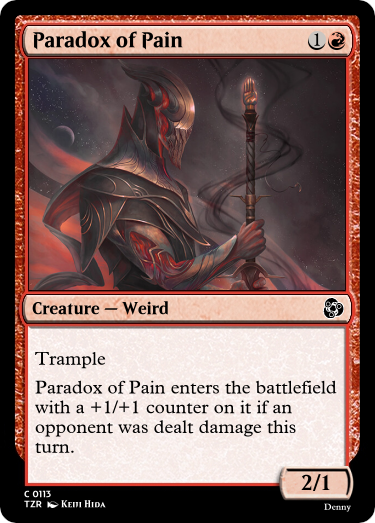 Paradox of Pain 1
Creature — Weird
Trample
Paradox of Pain enters the battlefield
with a +1/+1 counter on it if an
opponent was dealt damage this
turn.
2/1
C 0113
TZR Keiji Hida
Denny